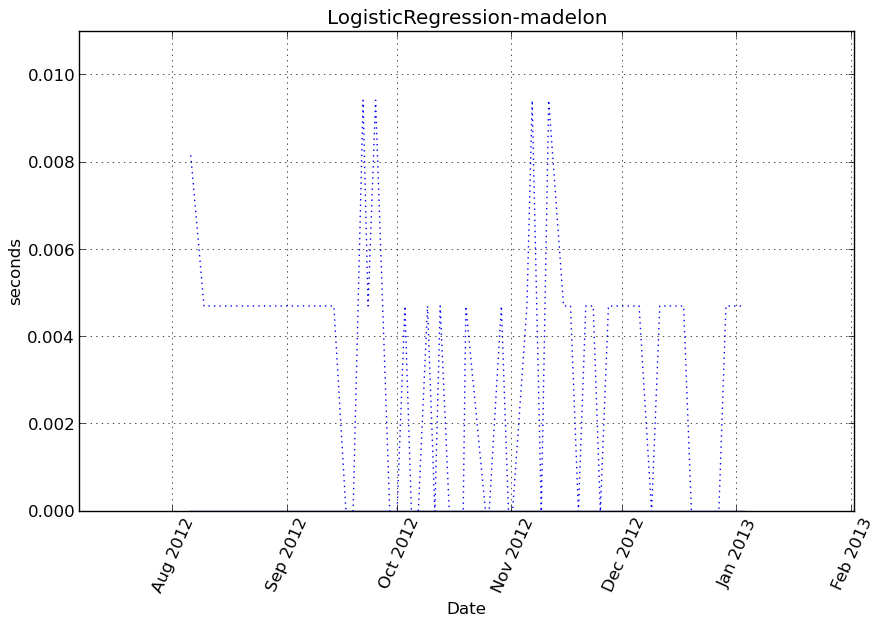 LogisticRegression-madelon
0.010
0.008
0.006
0.004
0.002
0.000
seconds
Aug 2012
Sep 2012
Oct 2012
Nov 2012
Dec 2012
Jan 2013
Feb 2013
Date